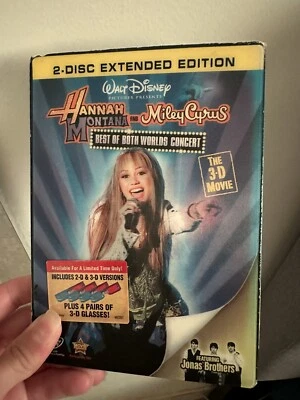 2-DISC EXTENDED EDITION
WALT DISNEY
PICTURES PRESENTS
HANNAH MONTANA AND MILEY CYRUS
BEST OF BOTH WORLDS CONCERT
THE
3-D
MOVIE
Available For A Limited Time Only!
INCLUDES 2-D & 3-D VERSIONS
PLUS 4 PAIRS OF
3-D GLASSES!
FEATURING
Jonas Brothers